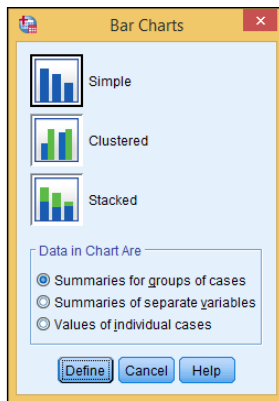 Bar Charts
Simple
Clustered
Stacked
Data in Chart Are
Summaries for groups of cases
Summaries of separate variables
Values of individual cases
Define Cancel Help